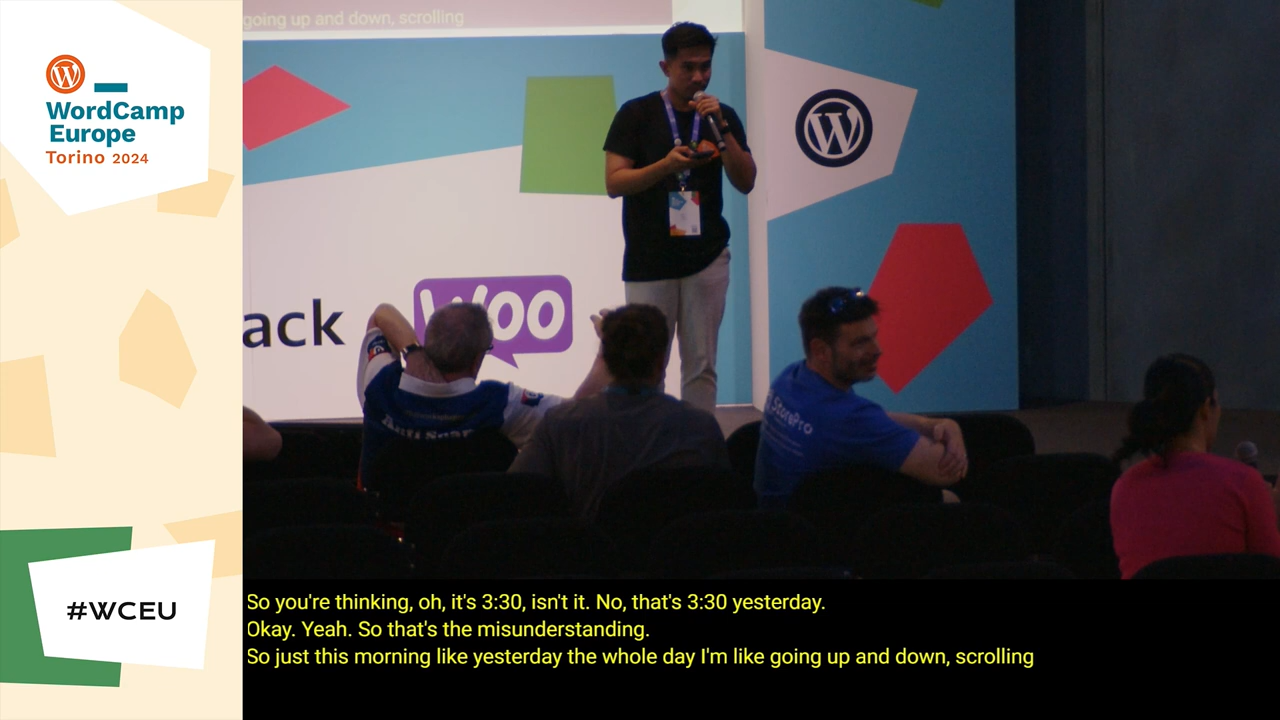 going up and down, scrolling
WordCamp
Europe
Torino 2024
ack
Woo
StorePro
#WCEU
So you're thinking, oh, it's 3:30, isn't it. No, that's 3:30 yesterday.
Okay. Yeah. So that's the misunderstanding.
So just this morning like yesterday the whole day I'm like going up and down, scrolling